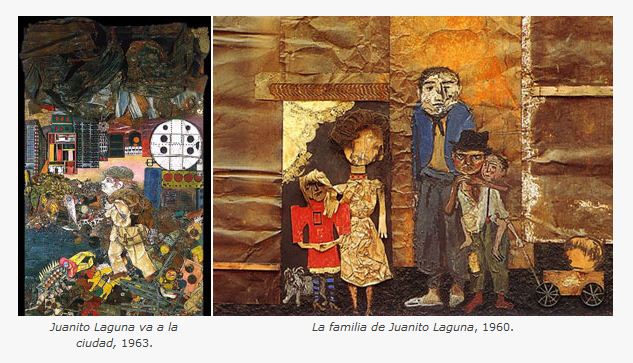 Juanito Laguna va a la
ciudad, 1963.
La familia de Juanito Laguna, 1960.